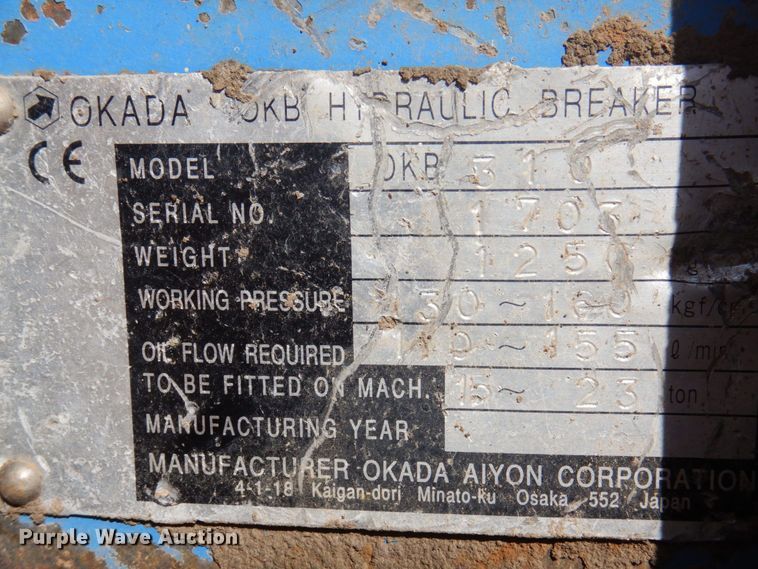 OKADA OKB HYDRAULIC BREAKER
CE
MODEL OKB 310
SERIAL NO. 1703
WEIGHT 1250
WORKING PRESSURE 130~160
OIL FLOW REQUIRED ~155 ℓ/min
TO BE FITTED ON MACH. 15~23 ton
MANUFACTURING YEAR
MANUFACTURER OKADA AIYON CORPORATION
4-1-18 Kaigan-dori Minato-ku Osaka 552 Japan
Purple Wave Auction